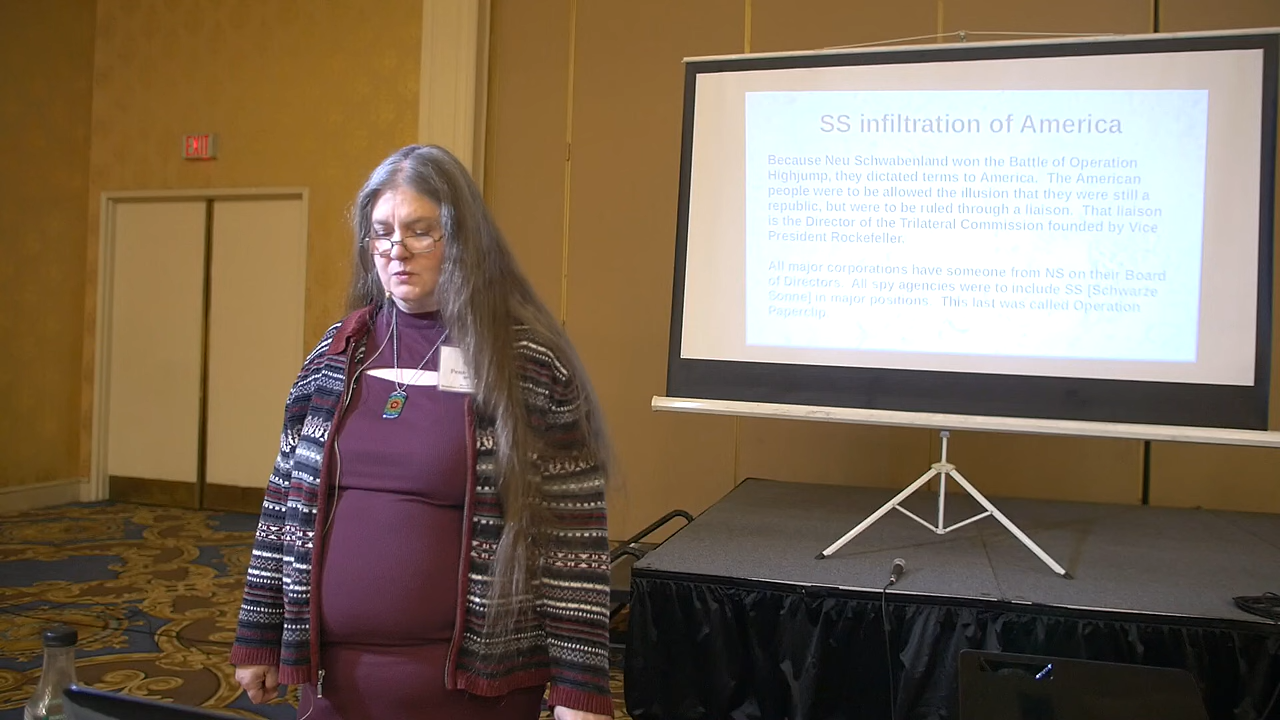 EXIT
SS infiltration of America
Because Neu Schwabenland won the Battle of Operation
Highjump, they dictated terms to America. The American
people were to be allowed the illusion that they were still a
republic, but were to be ruled through a liaison. That liaison
is the Director of the Trilateral Commission founded by Vice
President Rockefeller.
All major corporations have someone from NS on their Board
of Directors. All spy agencies were to include SS [Schwarze
Sonne] in major positions. This last was called Operation
Paperclip